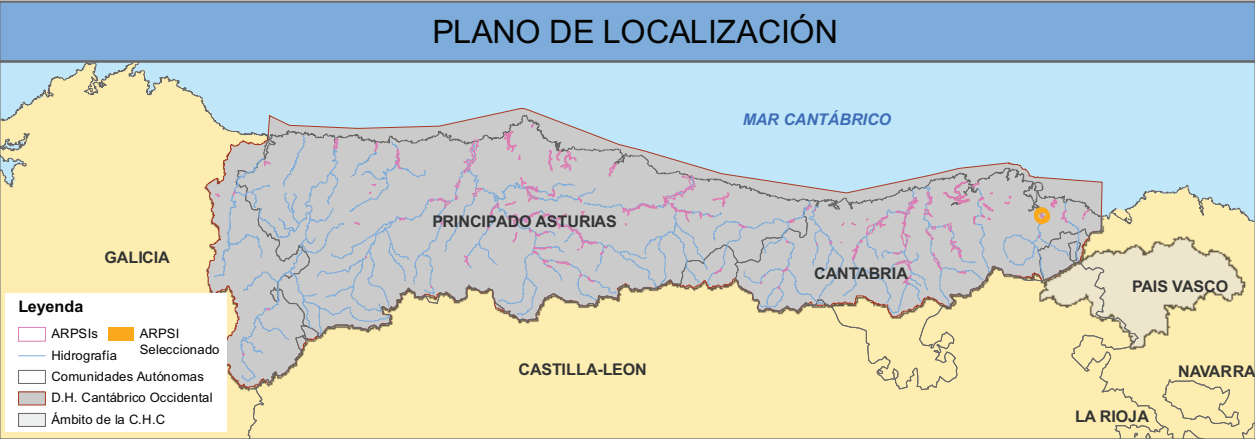 PLANO DE LOCALIZACIÓN
MAR CANTÁBRICO
PRINCIPADO ASTURIAS
GALICIA
CANTABRIA
PAIS VASCO
CASTILLA-LEON
NAVARRA
LA RIOJA
Leyenda
ARPSIs
ARPSI
Seleccionado
Hidrografía
Comunidades Autónomas
D.H. Cantábrico Occidental
Ámbito de la C.H.C